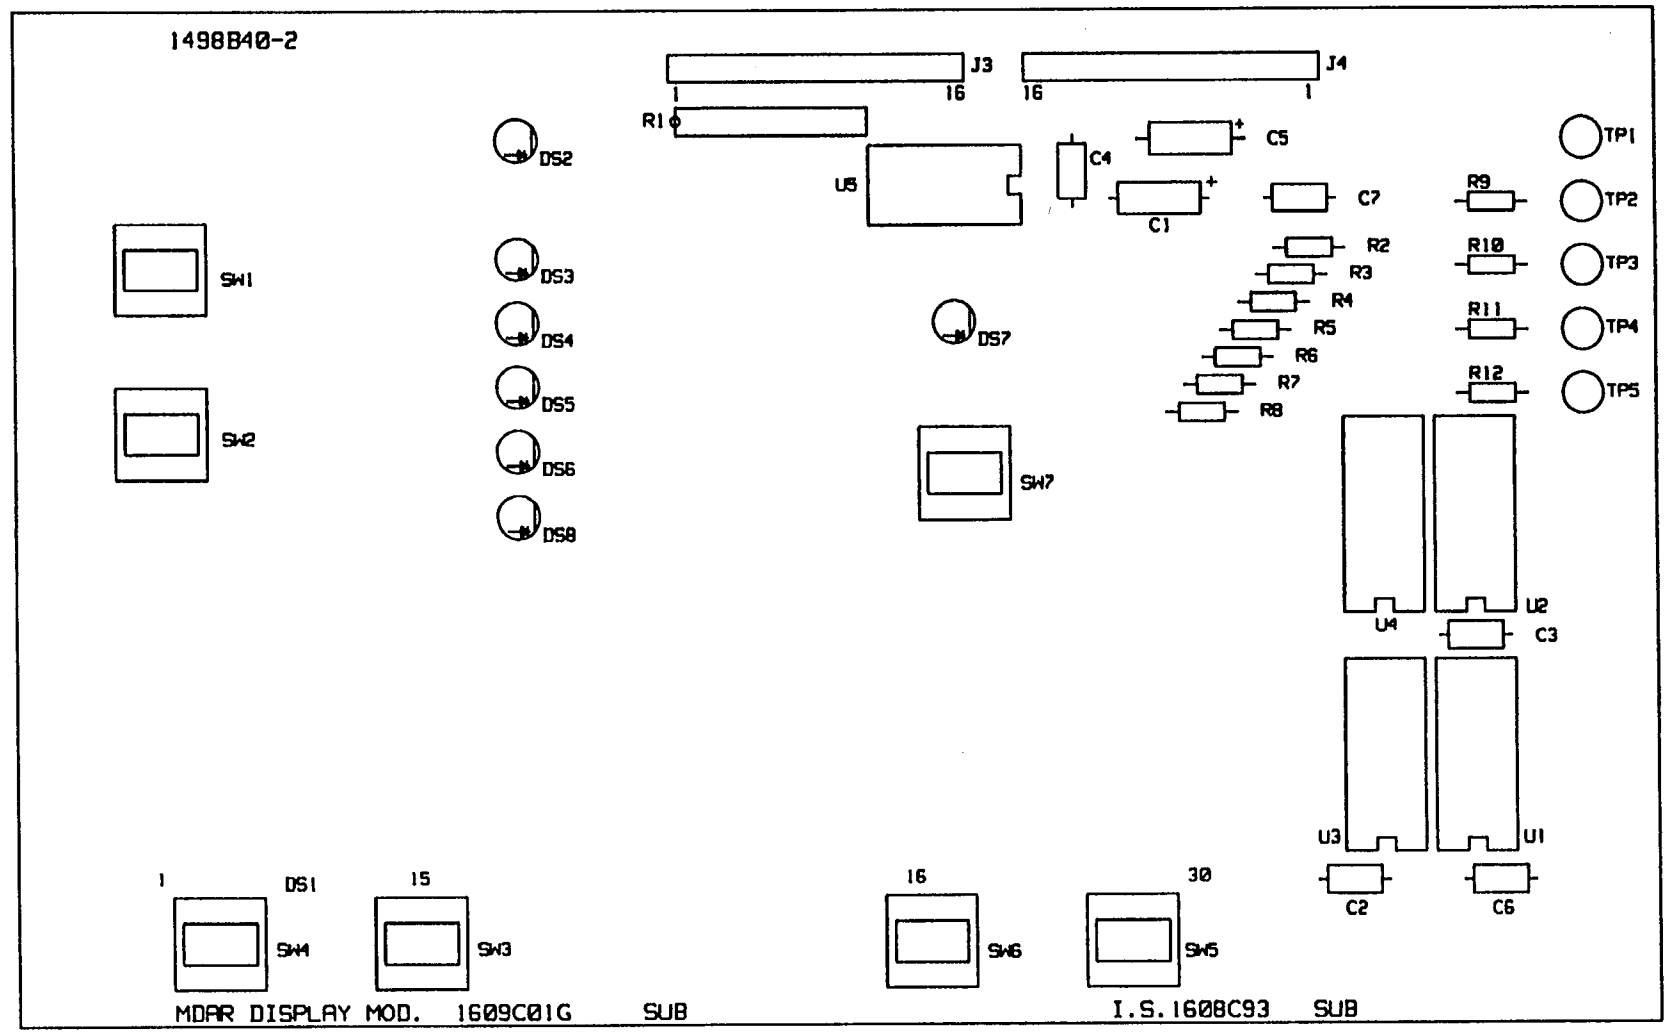 1498B40-2
J3
J4
1
16
16
1
R1
+
C5
TP1
DS2
C4
U5
R9
+
C7
TP2
C1
R2
R10
TP3
SW1
DS3
R3
R4
R11
DS4
DS7
R5
TP4
R6
R12
R7
TP5
DS5
R8
SW2
DS6
SW7
DS8
U2
U4
C3
U3
U1
1
DS1
15
16
30
C2
C6
SW4
SW3
SW6
SW5
MDAR DISPLAY MOD. 1609C01G SUB
I.S.1608C93 SUB